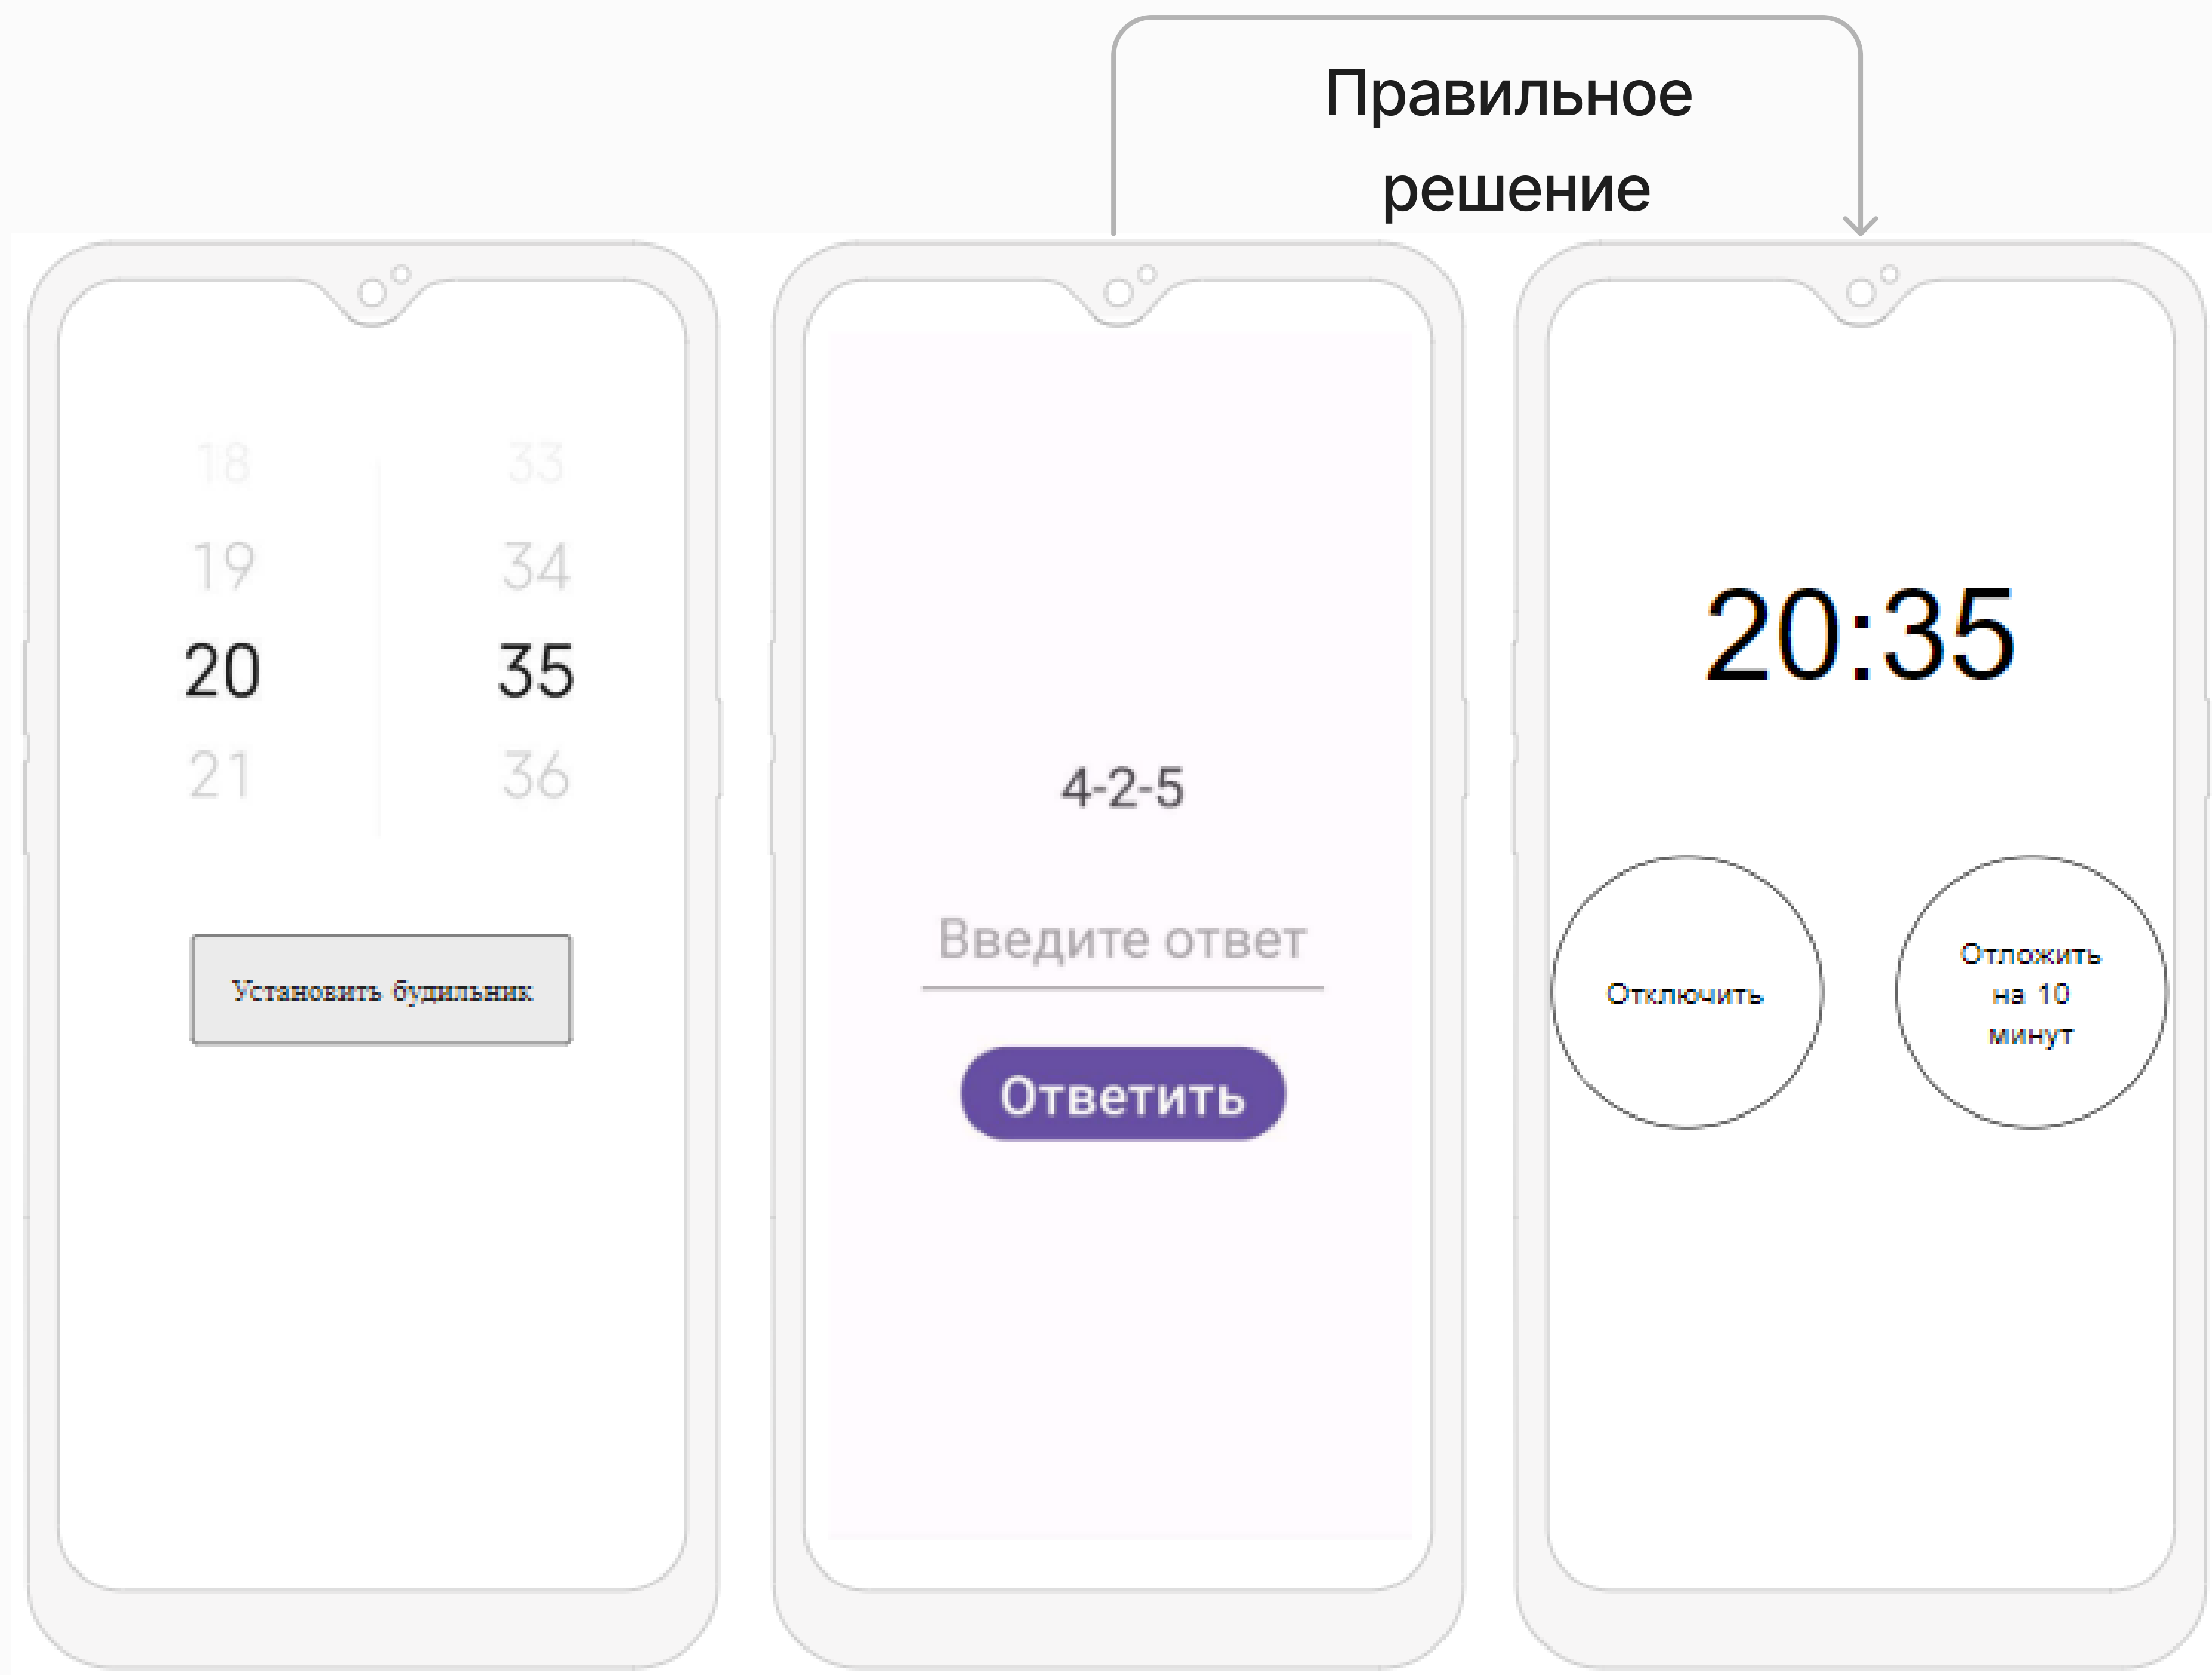 Правильное
решение
18 33
19 34
20 35
21 36
Установить будильник
4-2-5
Введите ответ
Ответить
20:35
Отключить
Отложить
на 10
минут